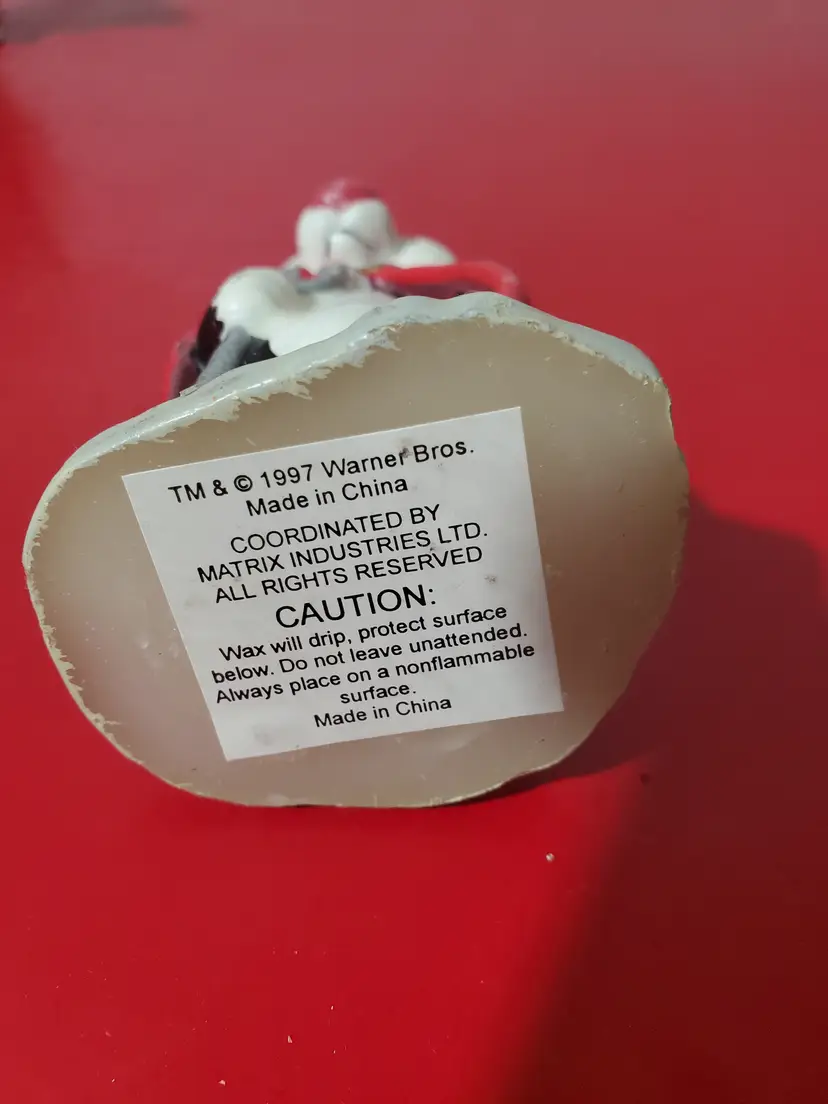 TM & © 1997 Warner Bros.
Made in China
COORDINATED BY
MATRIX INDUSTRIES LTD.
ALL RIGHTS RESERVED
CAUTION:
Wax will drip, protect surface
below. Do not leave unattended.
Always place on a nonflammable
surface.
Made in China